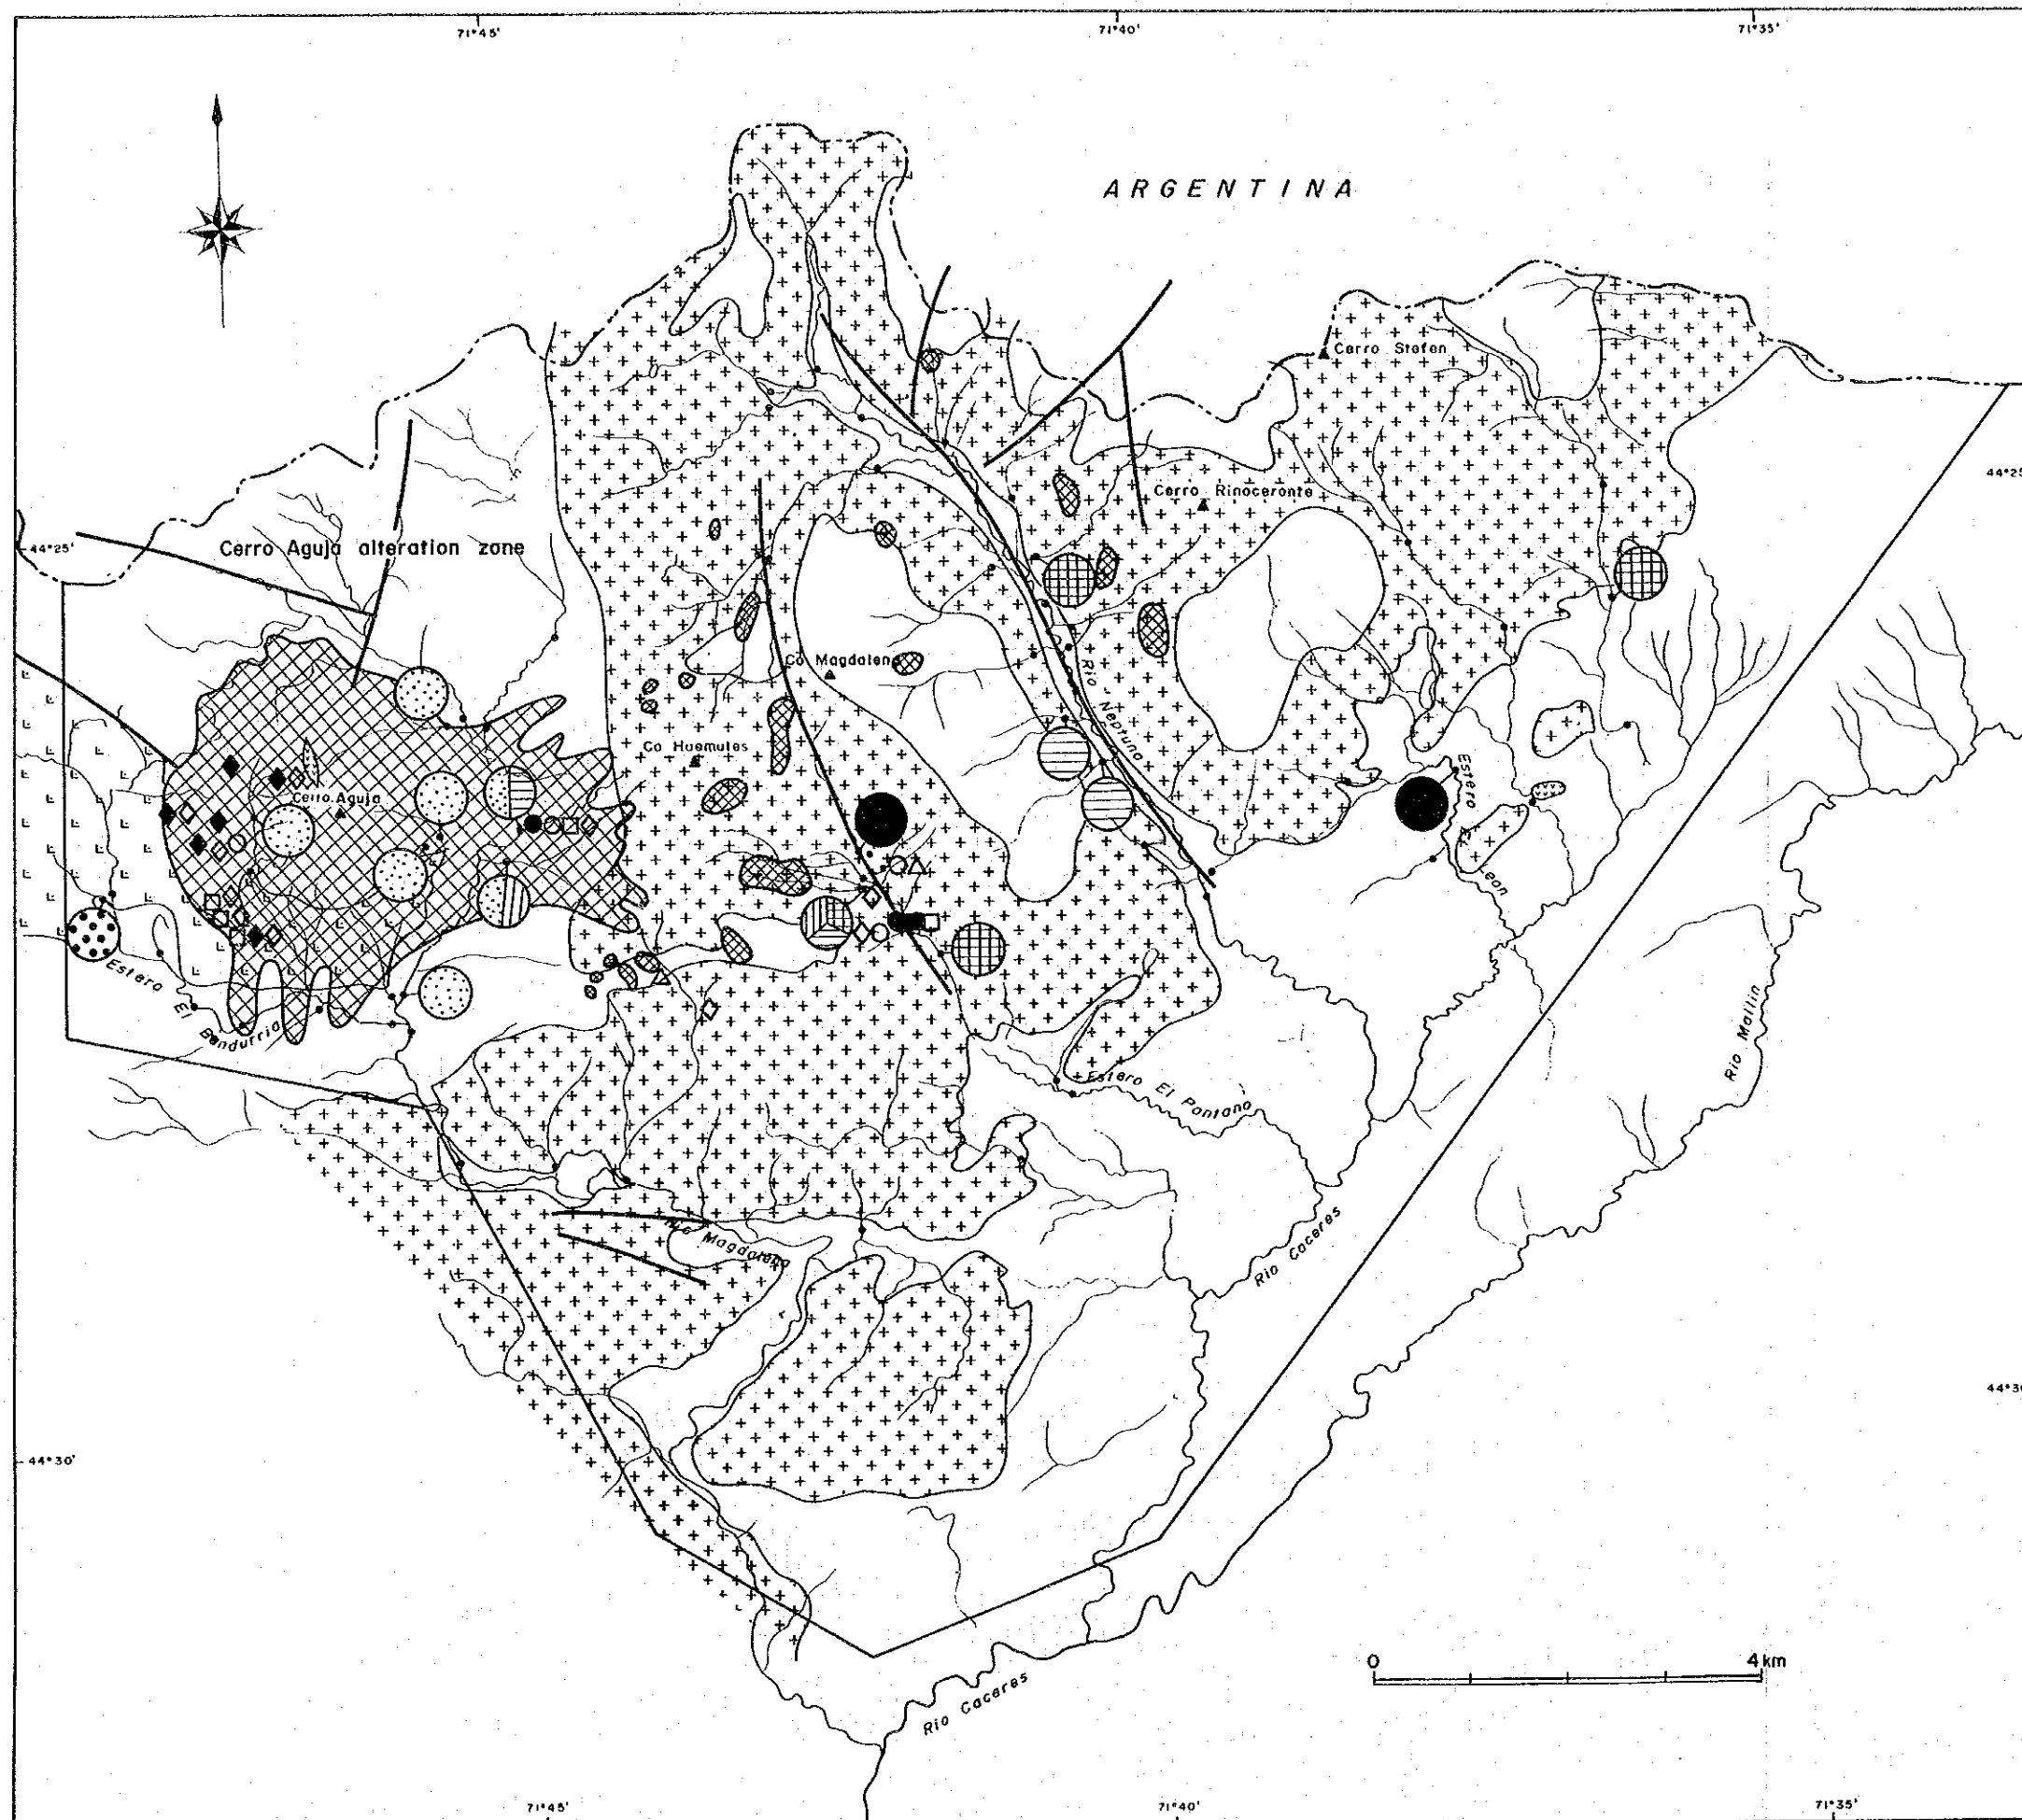 71°45' 71°40' 71°35'
ARGENTINA
Cerro Stefen
44°25'
Cerro Rinoceronte
44°25'
Cerro Aguja alteration zone
Co Magdalena
Rio Neptuno
Co Huemules
Cerro Aguja
Estero El Leon
Estero El Bandurria
Rio Mallin
Estero El Pantano
Rio Magdalena
Rio Caceres
44°30'
44°30'
0 4 km
Rio Caceres
71°45' 71°40' 71°35'